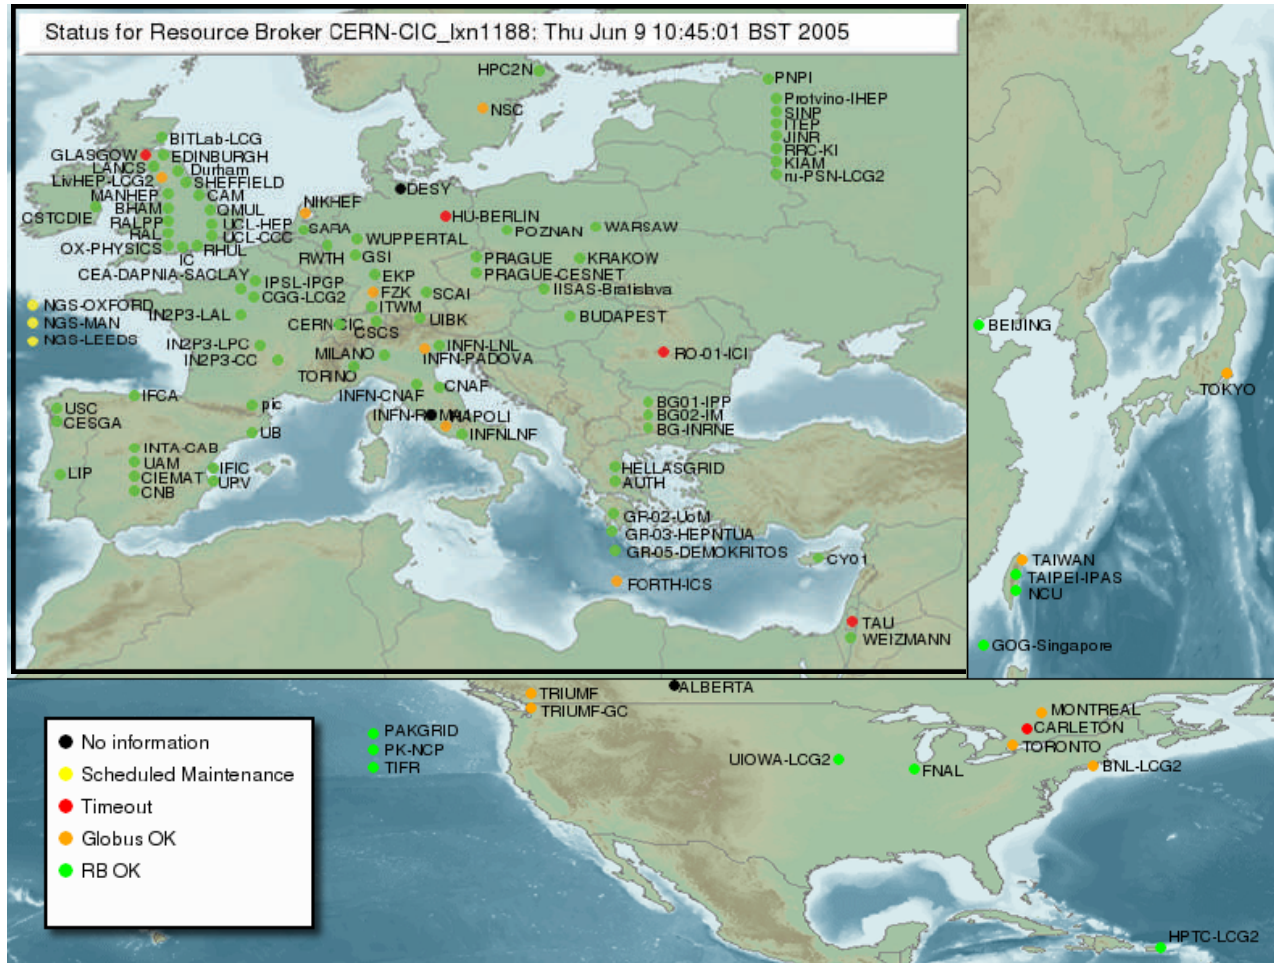 Status for Resource Broker CERN-CIC_lxn1188: Thu Jun 9 10:45:01 BST 2005
HPC2N
NSC
PNPI
Protvino-IHEP
SINP
ITEP
JINR
RRC-KI
KIAM
ru-PSN-LCG2
BITLab-LCG
GLASGOW
EDINBURGH
LANCS
Durham
LivHEP-LCG2
SHEFFIELD
MANHEP
CAM
BHAM
QMUL
CSTCDIE
RALPP
UCL-HEP
RAL
UCL-CCC
OX-PHYSICS
RHUL
IC
NIKHEF
SARA
DESY
HU-BERLIN
POZNAN
WARSAW
WUPPERTAL
RWTH
GSI
PRAGUE
KRAKOW
CEA-DAPNIA-SACLAY
IPSL-IPGP
EKP
PRAGUE-CESNET
CGG-LCG2
FZK
SCAI
IISAS-Bratislava
NGS-OXFORD
NGS-MAN
NGS-LEEDS
IN2P3-LAL
ITWM
CERN-CIC
CSCS
UIBK
BUDAPEST
IN2P3-LPC
IN2P3-CC
MILANO
TORINO
INFN-LNL
INFN-PADOVA
RO-01-ICI
IFCA
pic
INFN-CNAF
CNAF
USC
CESGA
UB
NAPOLI
INFNLNF
BG01-IPP
BG02-IM
BG-INRNE
INTA-CAB
UAM
CIEMAT
CNB
LIP
IFIC
UPV
HELLASGRID
AUTH
GR-02-UoM
GR-03-HEPNTUA
GR-05-DEMOKRITOS
CY01
FORTH-ICS
TAU
WEIZMANN
BEIJING
TOKYO
TAIWAN
TAIPEI-IPAS
NCU
GOG-Singapore
TRIUMF
TRIUMF-GC
ALBERTA
MONTREAL
CARLETON
TORONTO
BNL-LCG2
UIOWA-LCG2
FNAL
HPTC-LCG2
PAKGRID
PK-NCP
TIFR
No information
Scheduled Maintenance
Timeout
Globus OK
RB OK